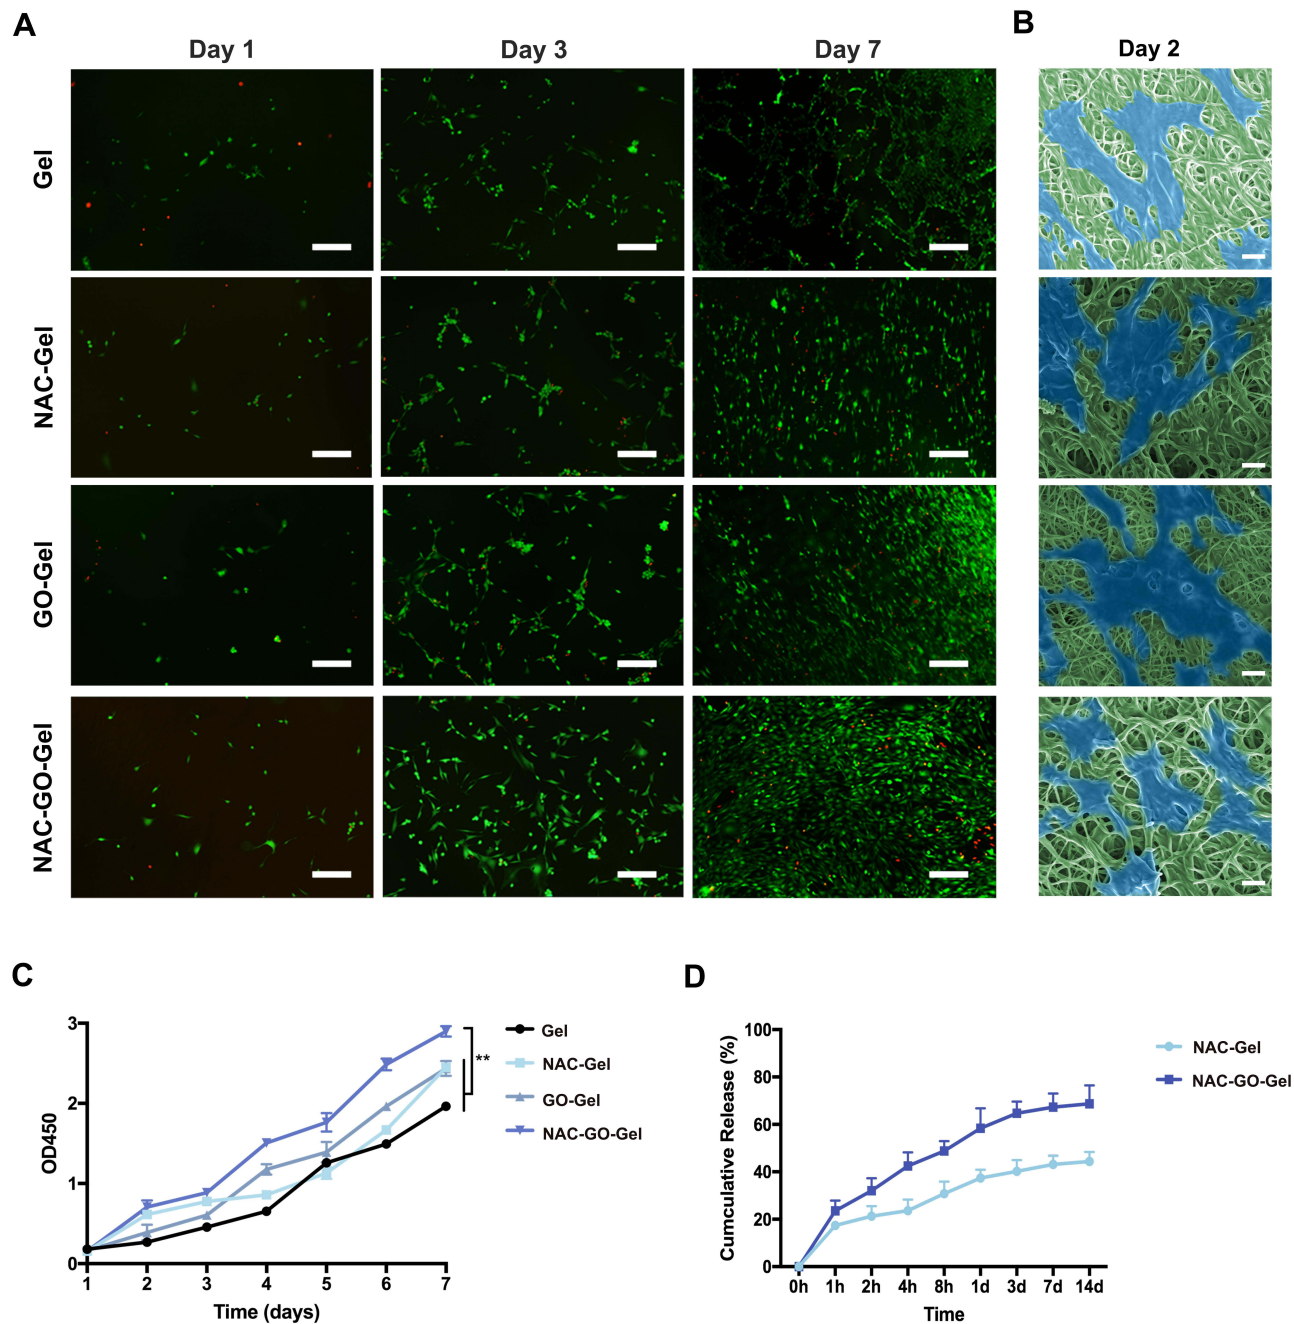 A
B
Day 1
Day 3
Day 7
Day 2
Gel
NAC-Gel
GO-Gel
NAC-GO-Gel
C
D
3
2
1
0
OD450
1
2
3
4
5
6
7
Time (days)
**
Gel
NAC-Gel
GO-Gel
NAC-GO-Gel
100
80
60
40
20
0
Cumculative Release (%)
0h
1h
2h
4h
8h
1d
3d
7d
14d
Time
NAC-Gel
NAC-GO-Gel